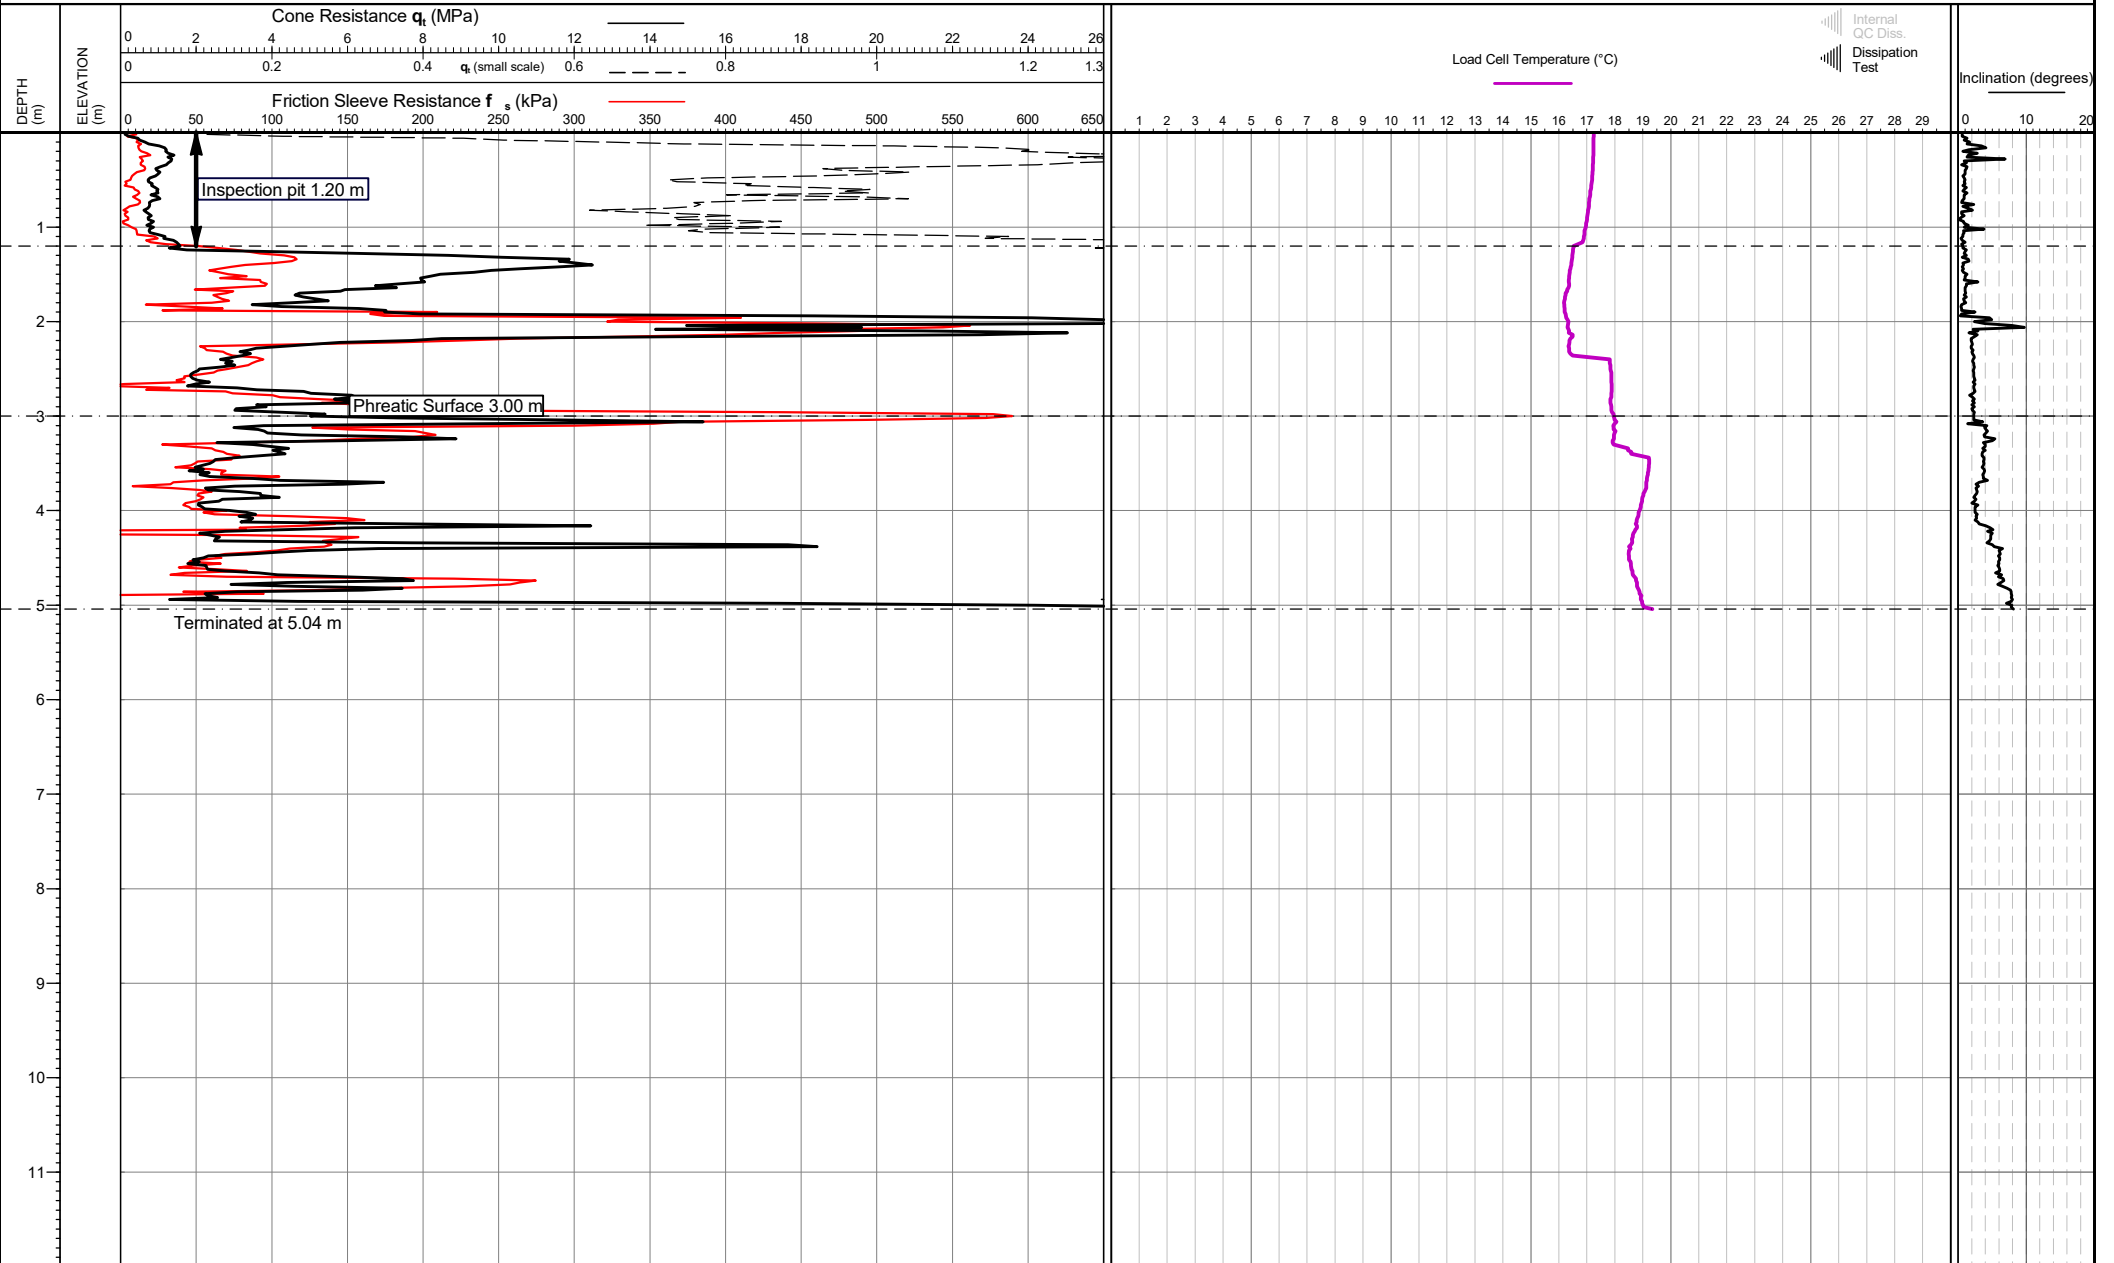 Cone Resistance qt (MPa)
0 2 4 6 8 10 12 14 16 18 20 22 24 26
0 0.2 0.4 qt (small scale) 0.6 0.8 1 1.2 1.3
Friction Sleeve Resistance f s (kPa)
50 100 150 200 250 300 350 400 450 500 550 600 650
DEPTH
(m)
ELEVATION
(m)
Load Cell Temperature (°C)
1 2 3 4 5 6 7 8 9 10 11 12 13 14 15 16 17 18 19 20 21 22 23 24 25 26 27 28 29
Internal
QC Diss.
Dissipation
Test
Inclination (degrees)
0 10 20
Inspection pit 1.20 m
1
2
Phreatic Surface 3.00 m
3
4
5
Terminated at 5.04 m
6
7
8
9
10
11